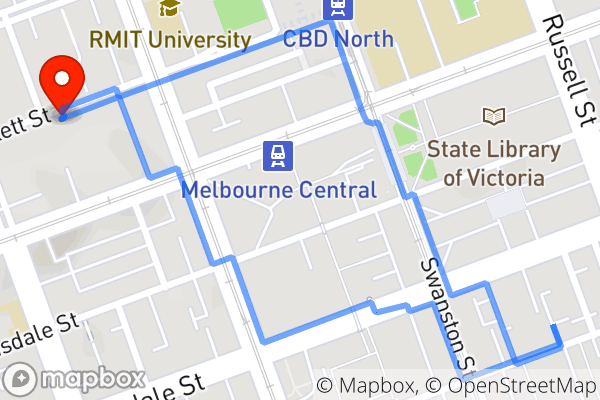 RMIT University
CBD North
Russell St
ett St
State Library
of Victoria
Melbourne Central
Swanston St
nsdale St
dale St
mapbox
© Mapbox, © OpenStreetMap